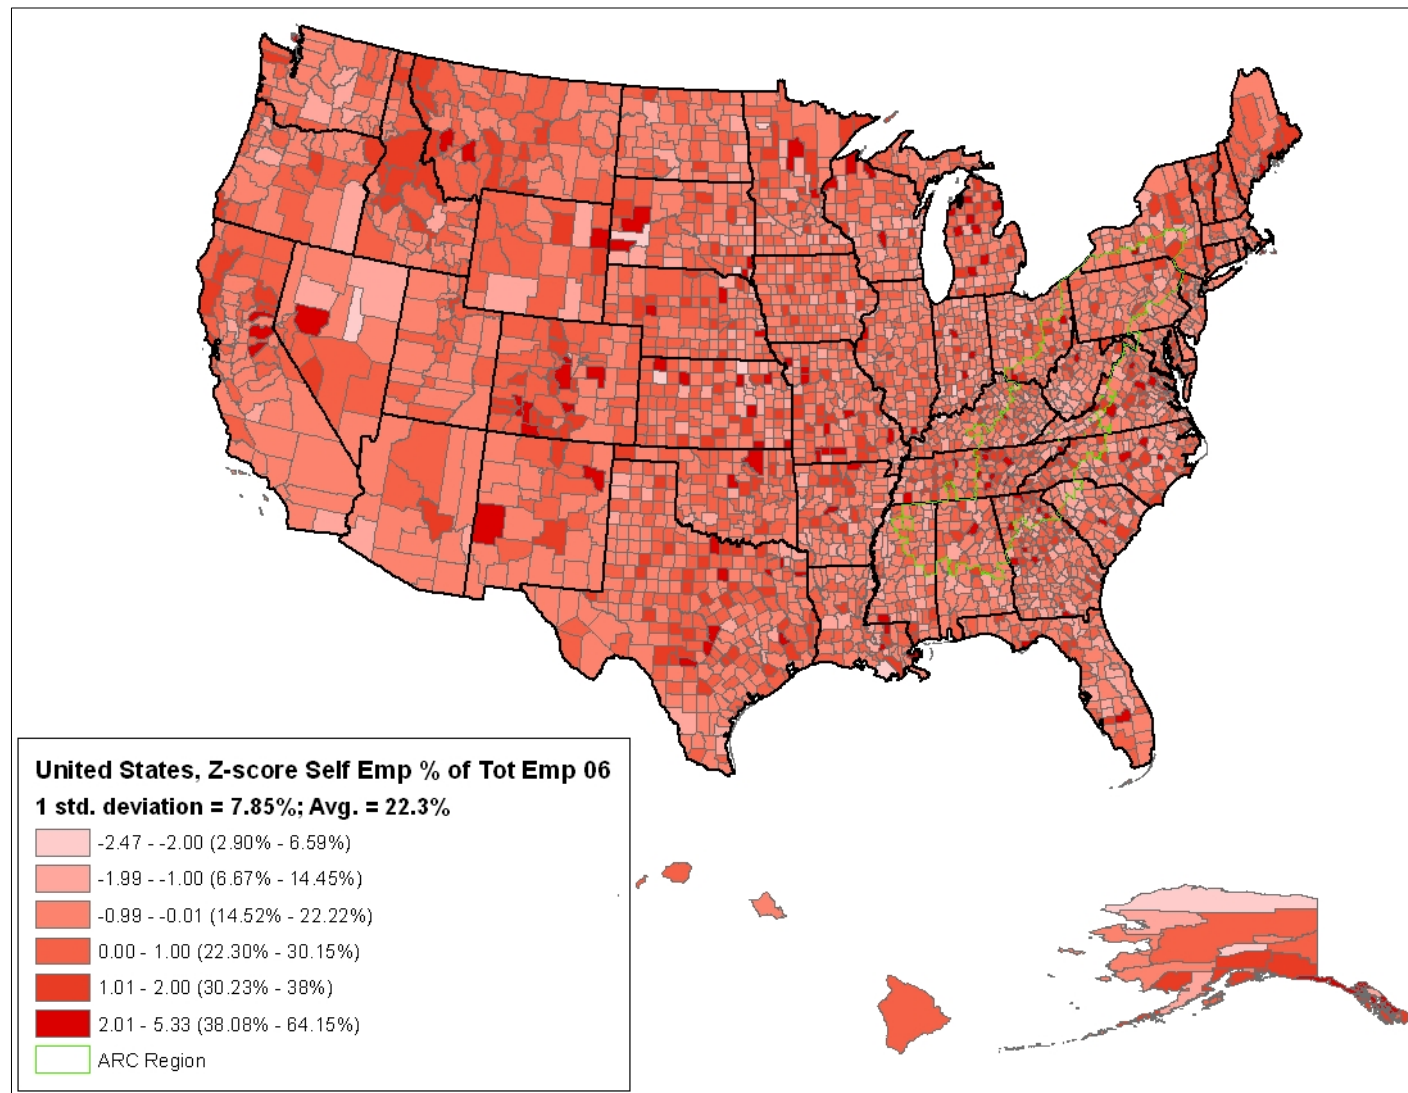 United States, Z-score Self Emp % of Tot Emp 06
1 std. deviation = 7.85%; Avg. = 22.3%
-2.47 - -2.00 (2.90% - 6.59%)
-1.99 - -1.00 (6.67% - 14.45%)
-0.99 - -0.01 (14.52% - 22.22%)
0.00 - 1.00 (22.30% - 30.15%)
1.01 - 2.00 (30.23% - 38%)
2.01 - 5.33 (38.08% - 64.15%)
ARC Region